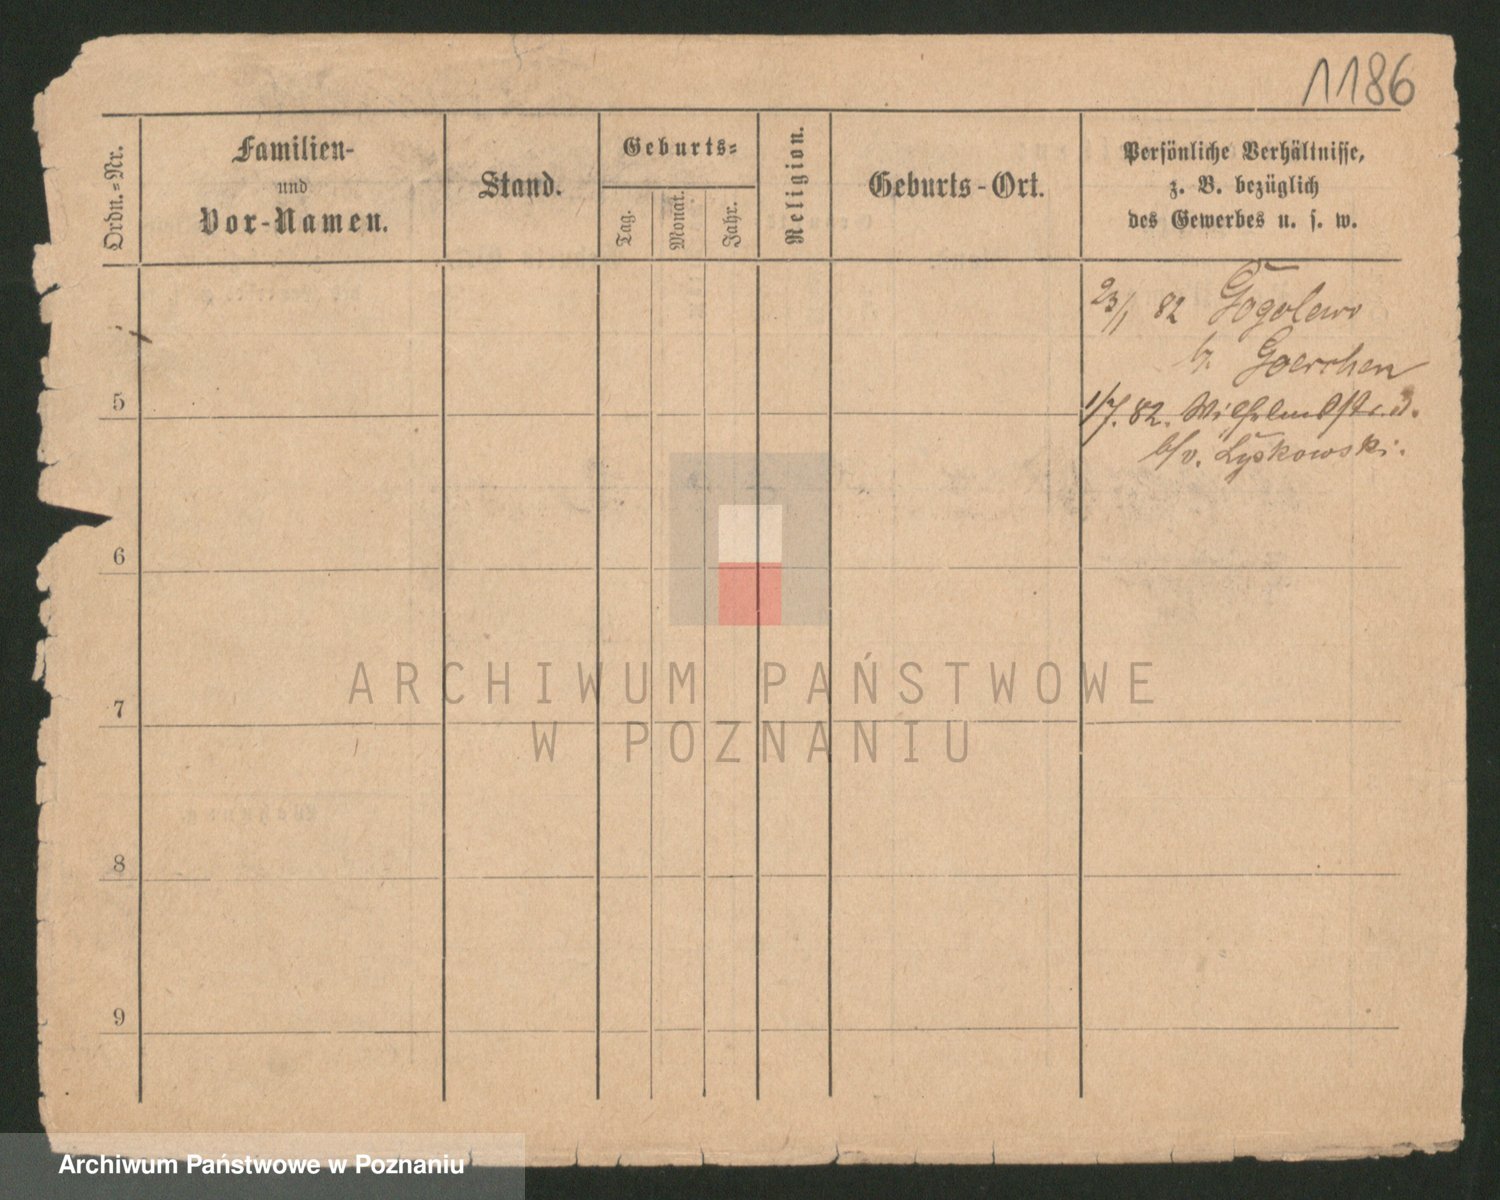 1186
Ordn.-Nr.
Familien-
und
Vor-Namen.
Stand.
Geburts-
Tag.
Monat.
Jahr.
Religion.
Geburts-Ort.
Persönliche Verhältnisse,
z. B. bezüglich
des Gewerbes u. s. w.
23/1 82 Gogolewo
b/ Goerchen
5
1/7. 82. Wilhelmstr.
b/v. Lyskowski.
6
7
8
9
ARCHIWUM PAŃSTWOWE
W POZNANIU
Archiwum Państwowe w Poznaniu